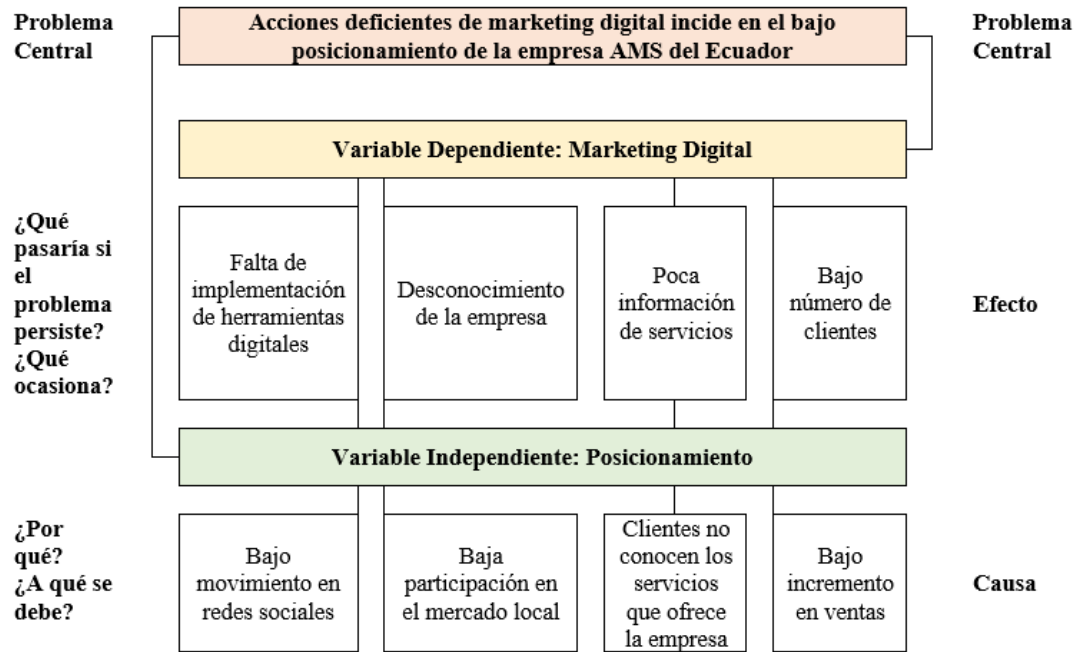 Problema
Central
Acciones deficientes de marketing digital incide en el bajo
posicionamiento de la empresa AMS del Ecuador
Problema
Central
Variable Dependiente: Marketing Digital
¿Qué
pasaría si
el
problema
persiste?
¿Qué
ocasiona?
Falta de
implementación
de herramientas
digitales
Desconocimiento
de la empresa
Poca
información
de servicios
Bajo
número de
clientes
Efecto
Variable Independiente: Posicionamiento
¿Por
qué?
¿A qué se
debe?
Bajo
movimiento en
redes sociales
Baja
participación en
el mercado local
Clientes no
conocen los
servicios
que ofrece
la empresa
Bajo
incremento
en ventas
Causa